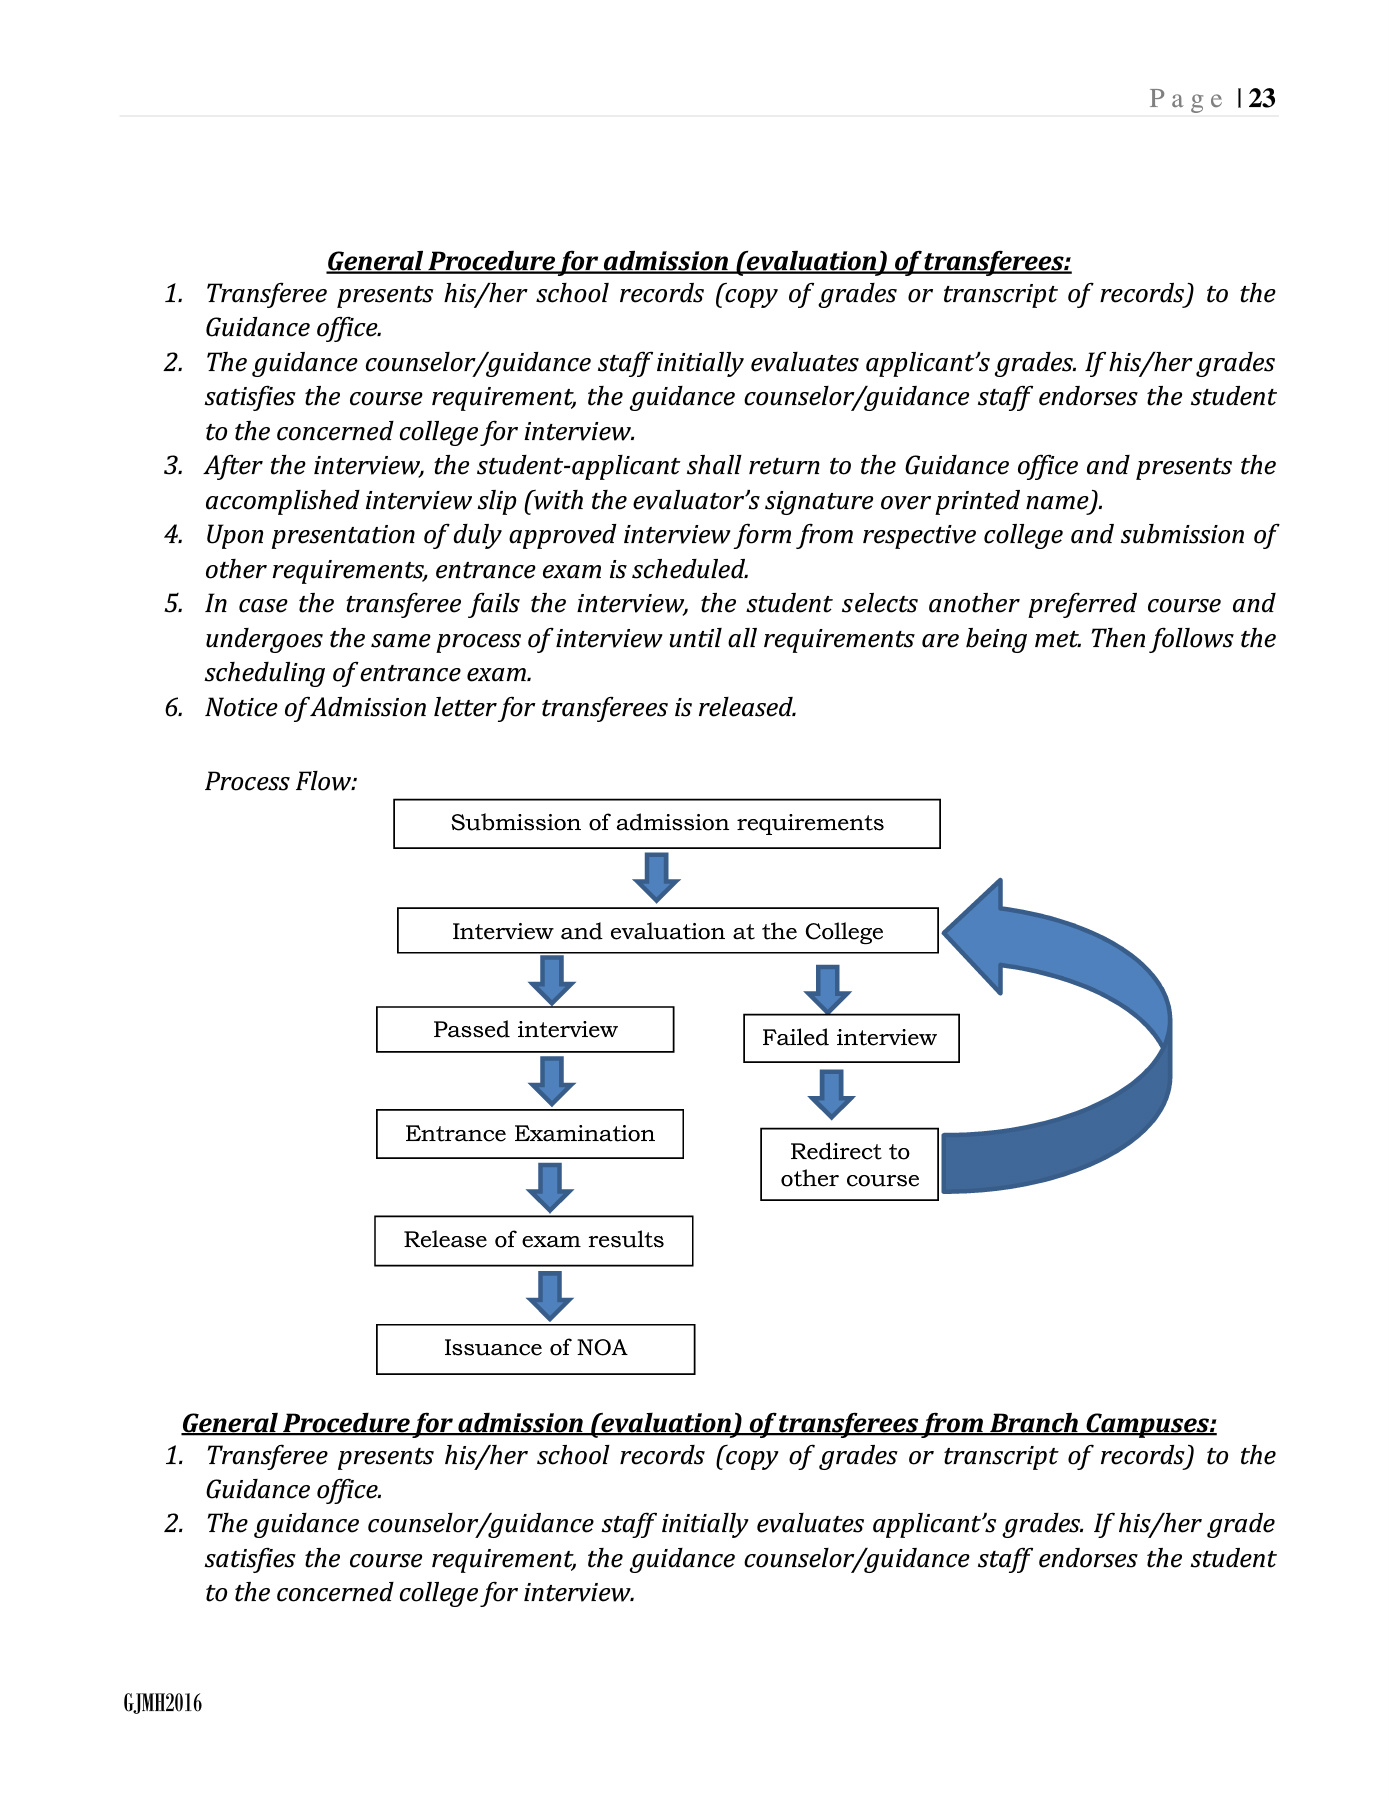 Page | 23
General Procedure for admission (evaluation) of transferees:
1. Transferee presents his/her school records (copy of grades or transcript of records) to the
Guidance office.
2. The guidance counselor/guidance staff initially evaluates applicant’s grades. If his/her grades
satisfies the course requirement, the guidance counselor/guidance staff endorses the student
to the concerned college for interview.
3. After the interview, the student-applicant shall return to the Guidance office and presents the
accomplished interview slip (with the evaluator’s signature over printed name).
4. Upon presentation of duly approved interview form from respective college and submission of
other requirements, entrance exam is scheduled.
5. In case the transferee fails the interview, the student selects another preferred course and
undergoes the same process of interview until all requirements are being met. Then follows the
scheduling of entrance exam.
6. Notice of Admission letter for transferees is released.
Process Flow:
Submission of admission requirements
Interview and evaluation at the College
Passed interview
Failed interview
Entrance Examination
Redirect to
other course
Release of exam results
Issuance of NOA
General Procedure for admission (evaluation) of transferees from Branch Campuses:
1. Transferee presents his/her school records (copy of grades or transcript of records) to the
Guidance office.
2. The guidance counselor/guidance staff initially evaluates applicant’s grades. If his/her grade
satisfies the course requirement, the guidance counselor/guidance staff endorses the student
to the concerned college for interview.
GJMH2016